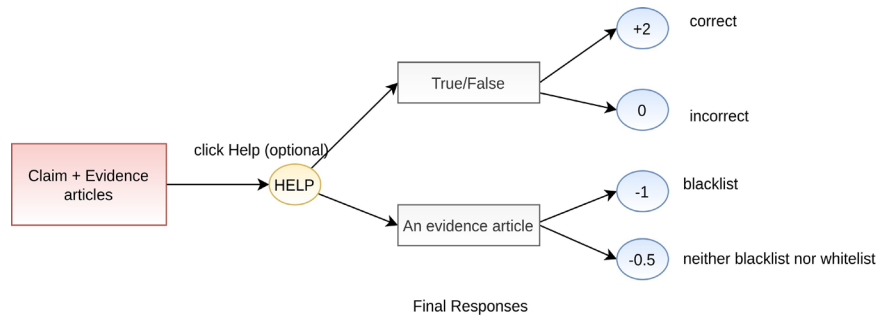 Claim + Evidence
articles
click Help (optional)
HELP
True/False
+2
correct
0
incorrect
An evidence article
-1
blacklist
-0.5
neither blacklist nor whitelist
Final Responses